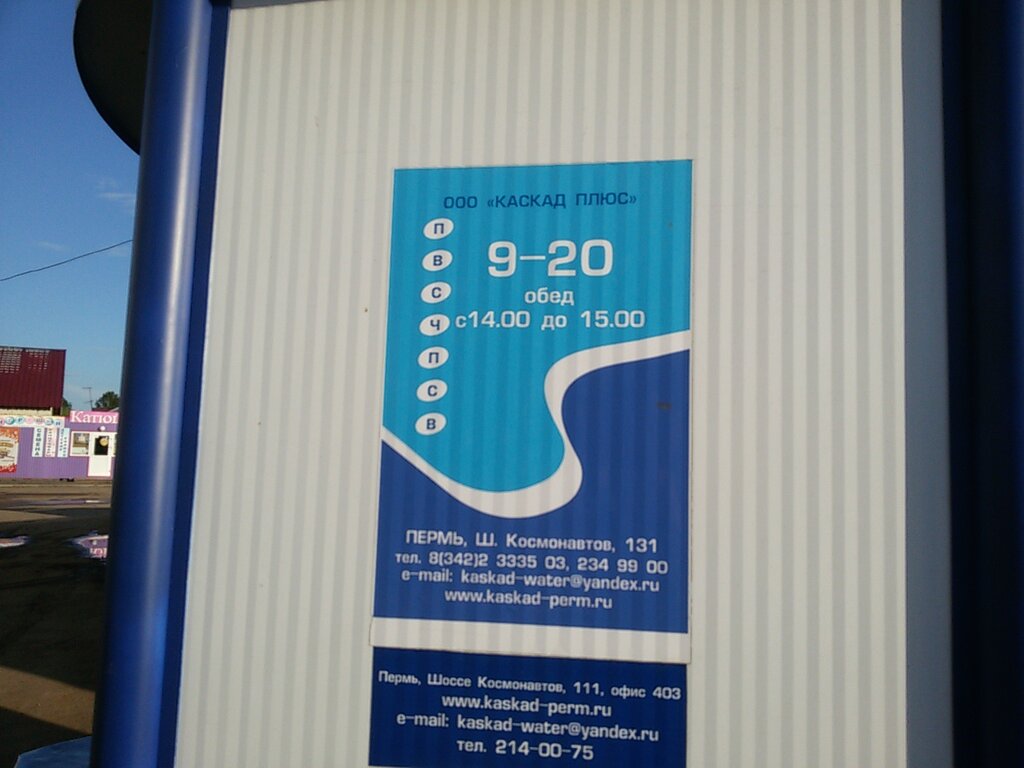 ООО «КАСКАД ПЛЮС»
П
В
С
Ч
П
С
В
9-20
обед
с14.00 до 15.00
ПЕРМЬ, Ш. Космонавтов, 131
тел. 8(342)2 3335 03, 234 99 00
e-mail: kaskad-water@yandex.ru
www.kaskad-perm.ru
Пермь, Шоссе Космонавтов, 111, офис 403
www.kaskad-perm.ru
e-mail: kaskad-water@yandex.ru
тел. 214-00-75
Катюш
СЕМЕНА